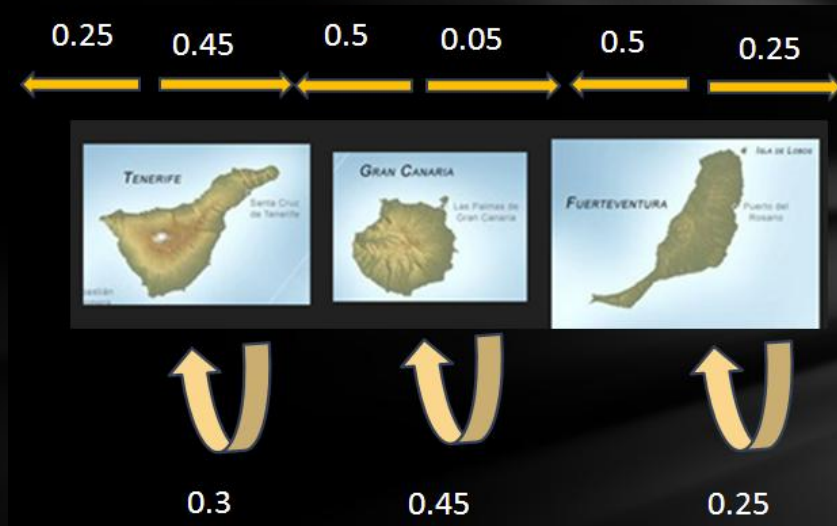 0.25 0.45 0.5 0.05 0.5 0.25
TENERIFE
Santa Cruz
de Tenerife
GRAN CANARIA
Las Palmas de
Gran Canaria
ISLA DE LOBOS
FUERTEVENTURA
Puerto del
Rosario
0.3 0.45 0.25